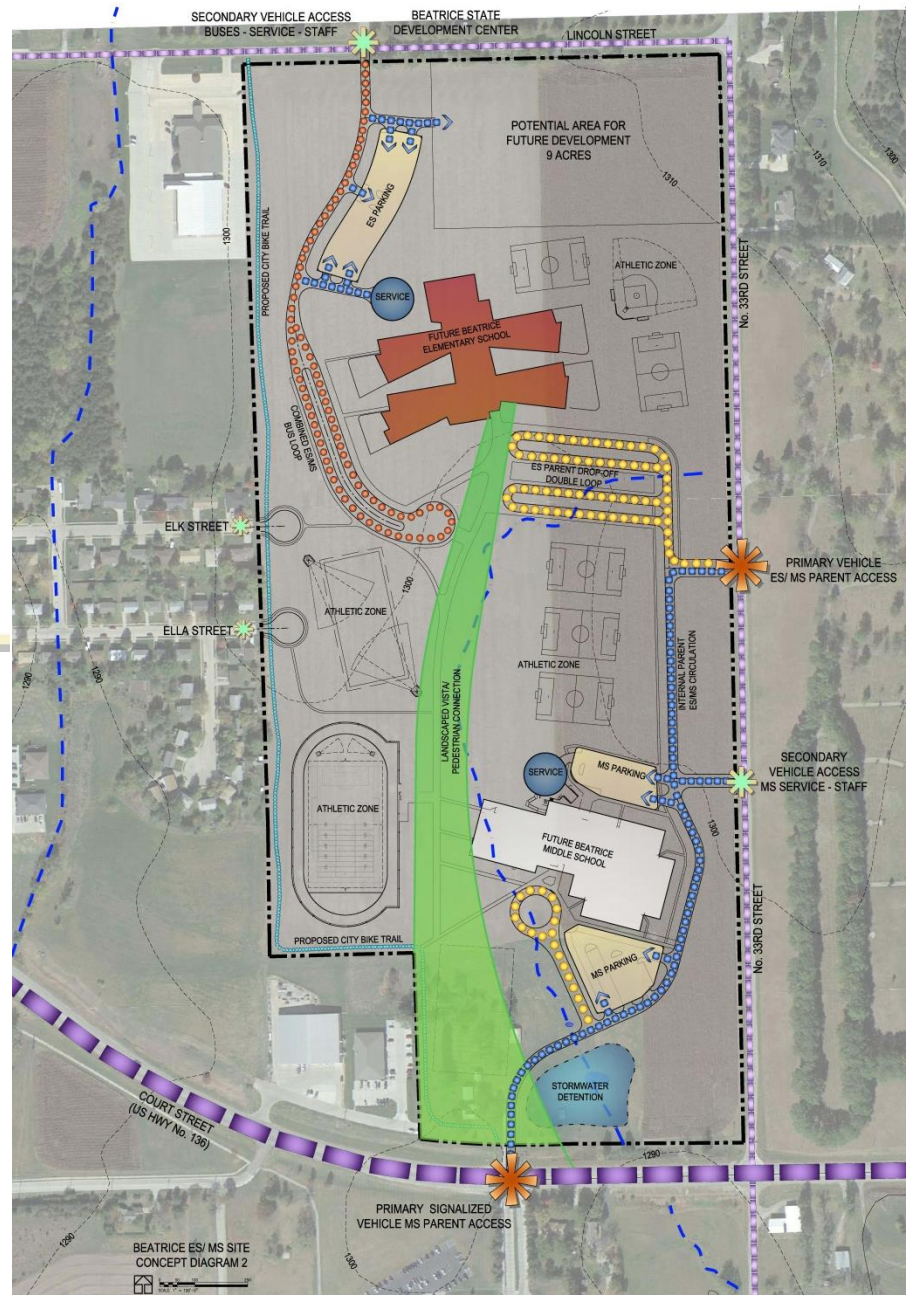 SECONDARY VEHICLE ACCESS
BUSES - SERVICE - STAFF
BEATRICE STATE
DEVELOPMENT CENTER
LINCOLN STREET
POTENTIAL AREA FOR
FUTURE DEVELOPMENT
9 ACRES
1300
1310
1310
1300
ES PARKING
PROPOSED CITY BIKE TRAIL
SERVICE
ATHLETIC ZONE
No. 33RD STREET
FUTURE BEATRICE
ELEMENTARY SCHOOL
COMBINED ES/MS
BUS LOOP
ES PARENT DROP-OFF
DOUBLE LOOP
ELK STREET
PRIMARY VEHICLE
ES/ MS PARENT ACCESS
1300
ATHLETIC ZONE
ELLA STREET
ATHLETIC ZONE
INTERNAL PARENT
ES/MS CIRCULATION
1290
1290
LANDSCAPED VISTA/
PEDESTRIAN CONNECTION
SERVICE
MS PARKING
SECONDARY
VEHICLE ACCESS
MS SERVICE - STAFF
ATHLETIC ZONE
1300
FUTURE BEATRICE
MIDDLE SCHOOL
PROPOSED CITY BIKE TRAIL
MS PARKING
No. 33RD STREET
STORMWATER
DETENTION
COURT STREET
(US HWY No. 136)
1290
PRIMARY SIGNALIZED
VEHICLE MS PARENT ACCESS
1290
1300
BEATRICE ES/ MS SITE
CONCEPT DIAGRAM 2